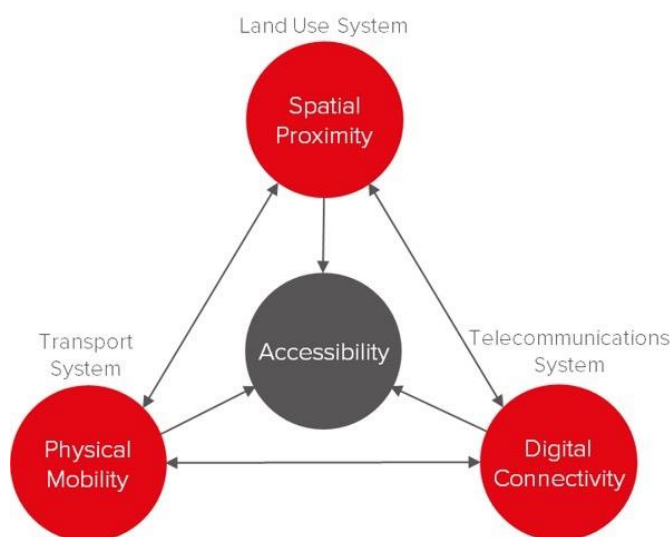 Land Use System
Spatial
Proximity
Accessibility
Transport
System
Telecommunications
System
Physical
Mobility
Digital
Connectivity